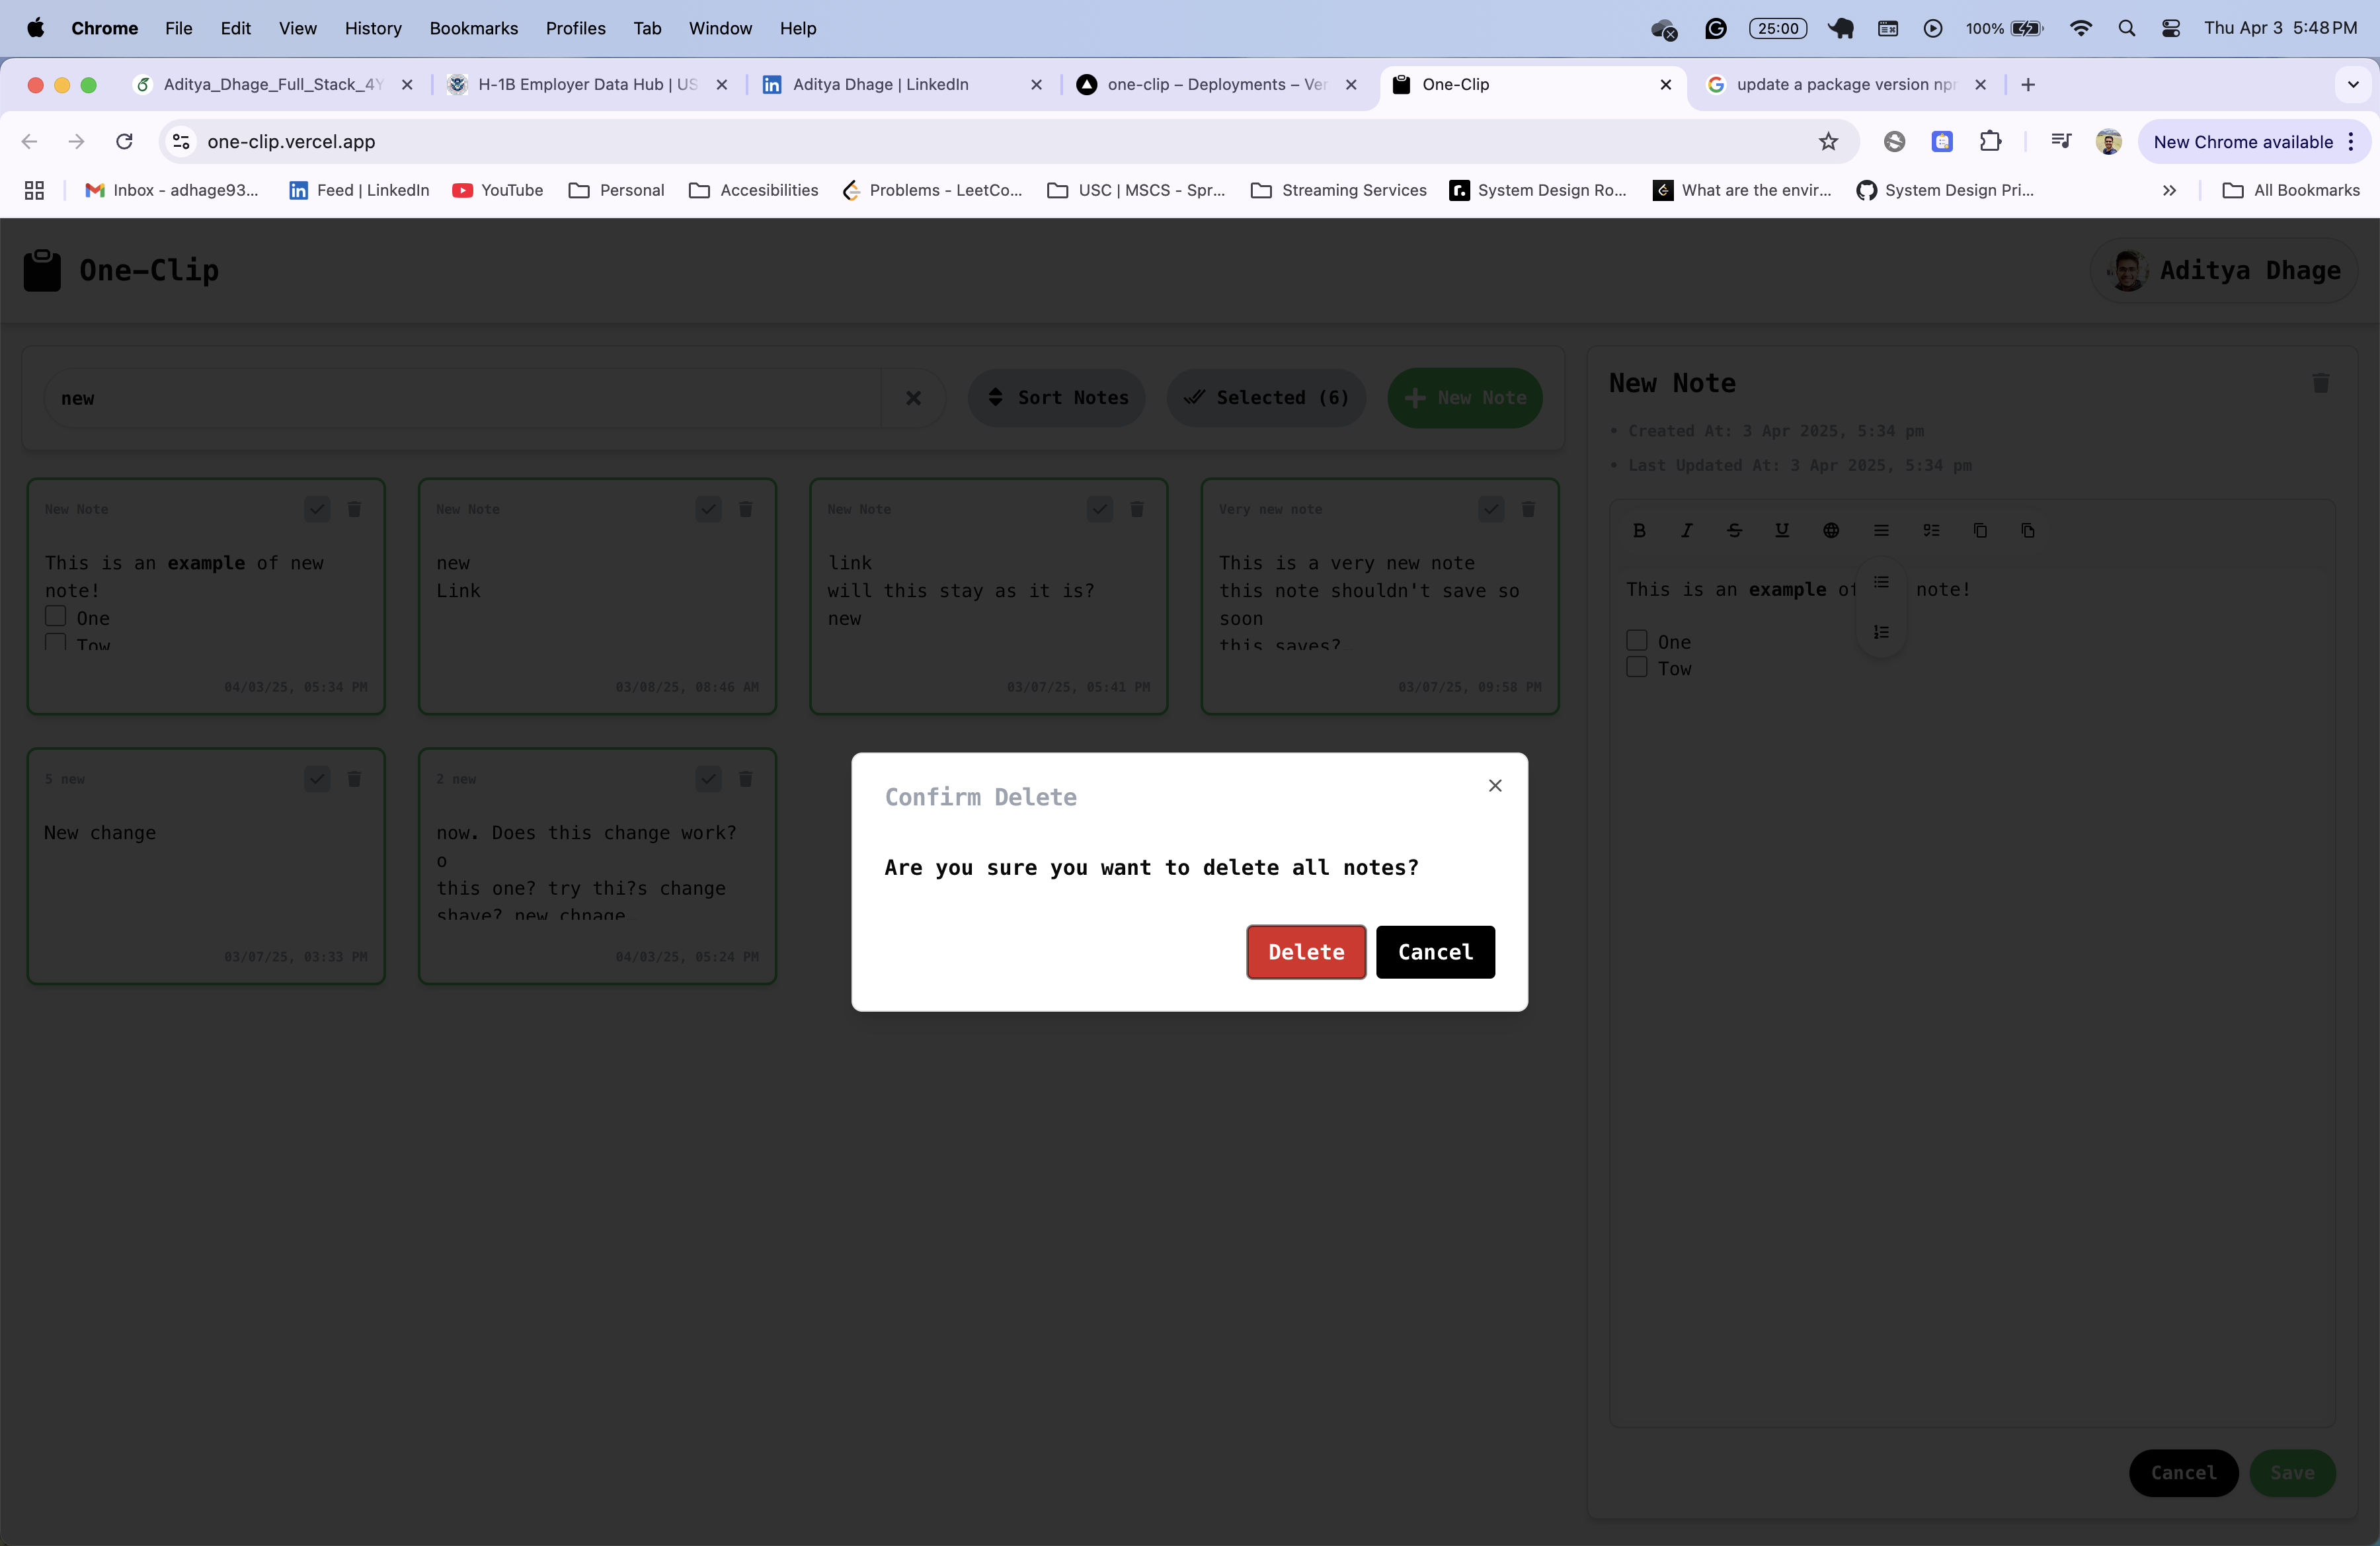 Chrome File Edit View History Bookmarks Profiles Tab Window Help 25:00 100% Thu Apr 3 5:48 PM
Aditya_Dhage_Full_Stack_4Y H-1B Employer Data Hub | US Aditya Dhage | LinkedIn one-clip – Deployments – Ver One-Clip update a package version npr
one-clip.vercel.app New Chrome available
Inbox - adhage93... Feed | LinkedIn YouTube Personal Accesibilities Problems - LeetCo... USC | MSCS - Spr... Streaming Services System Design Ro... What are the envir... System Design Pri... All Bookmarks
One-Clip
Aditya Dhage
new
Sort Notes
Selected (6)
New Note
New Note
This is an example of new
note!
One
Tow
04/03/25, 05:34 PM
New Note
new
Link
03/08/25, 08:46 AM
New Note
link
will this stay as it is?
new
03/07/25, 05:41 PM
Very new note
This is a very new note
this note shouldn't save so
soon
this saves?
03/07/25, 09:58 PM
5 new
New change
03/07/25, 03:33 PM
2 new
now. Does this change work?
o
this one? try thi?s change
shave? new chnage
04/03/25, 05:24 PM
New Note
• Created At: 3 Apr 2025, 5:34 pm
• Last Updated At: 3 Apr 2025, 5:34 pm
This is an example of note!
One
Tow
Cancel
Save
Confirm Delete
Are you sure you want to delete all notes?
Delete
Cancel